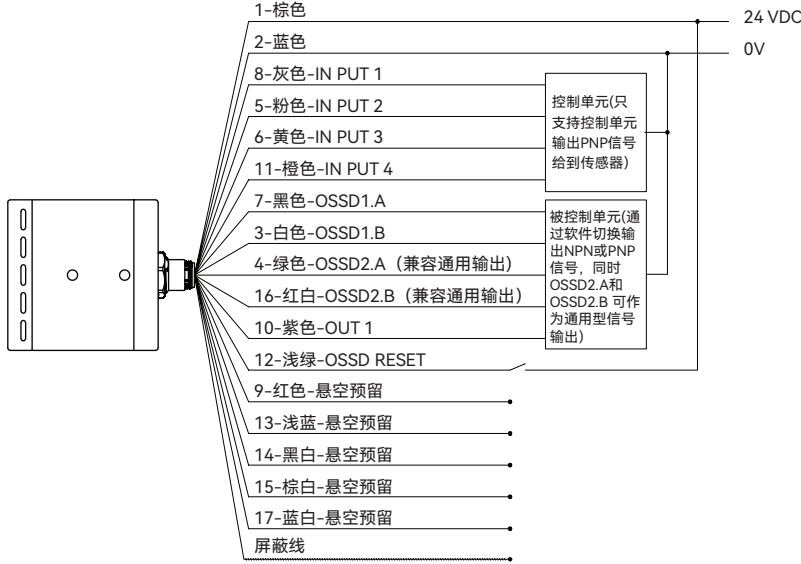 1-棕色
24 VDC
2-蓝色
0V
8-灰色-IN PUT 1
5-粉色-IN PUT 2
6-黄色-IN PUT 3
11-橙色-IN PUT 4
控制单元(只
支持控制单元
输出PNP信号
给到传感器)
7-黑色-OSSD1.A
3-白色-OSSD1.B
4-绿色-OSSD2.A（兼容通用输出）
16-红白-OSSD2.B（兼容通用输出）
10-紫色-OUT 1
被控制单元(通
过软件切换输
出NPN或PNP
信号，同时
OSSD2.A和
OSSD2.B 可作
为通用型信号
输出)
12-浅绿-OSSD RESET
9-红色-悬空预留
13-浅蓝-悬空预留
14-黑白-悬空预留
15-棕白-悬空预留
17-蓝白-悬空预留
屏蔽线